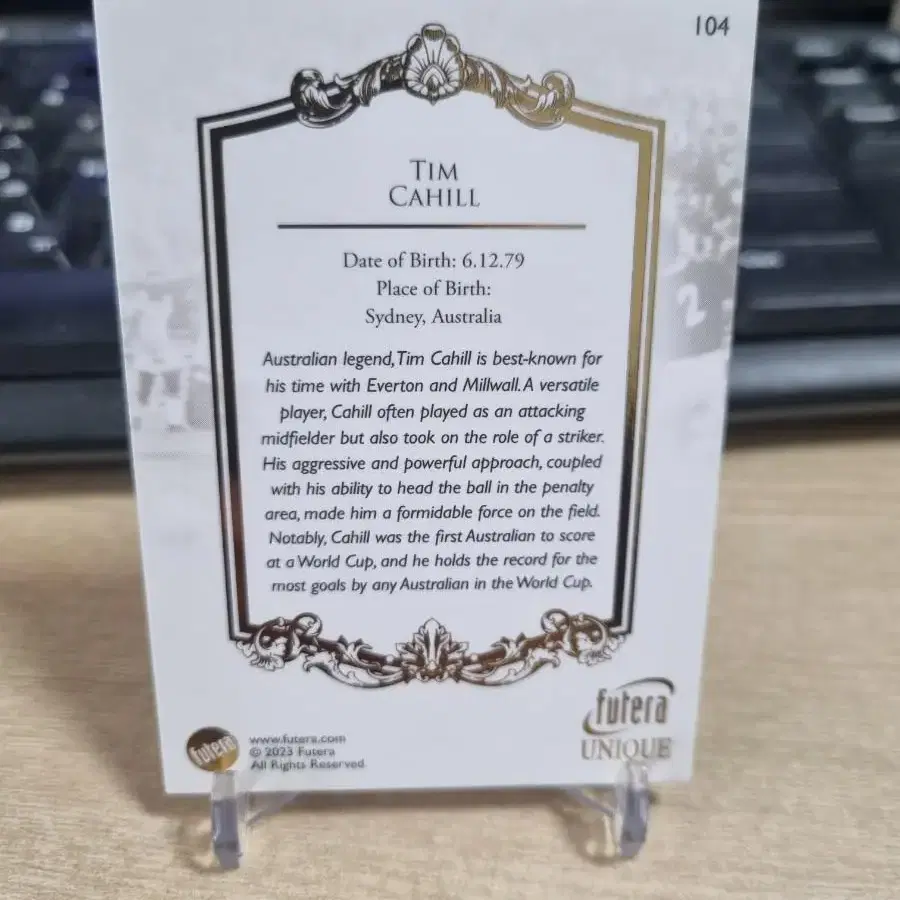 104
TIM
CAHILL
Date of Birth: 6.12.79
Place of Birth:
Sydney, Australia
Australian legend, Tim Cahill is best-known for
his time with Everton and Millwall. A versatile
player, Cahill often played as an attacking
midfielder but also took on the role of a striker.
His aggressive and powerful approach, coupled
with his ability to head the ball in the penalty
area, made him a formidable force on the field.
Notably, Cahill was the first Australian to score
at a World Cup, and he holds the record for the
most goals by any Australian in the World Cup.
futera
UNIQUE
futera
www.futera.com
© 2023 Futera
All Rights Reserved